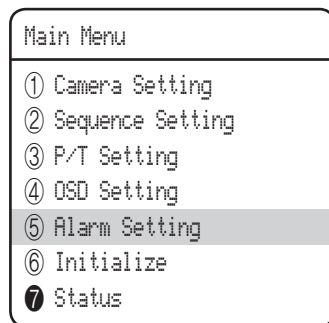 Main Menu
① Camera Setting
② Sequence Setting
③ P/T Setting
④ OSD Setting
⑤ Alarm Setting
⑥ Initialize
❼ Status